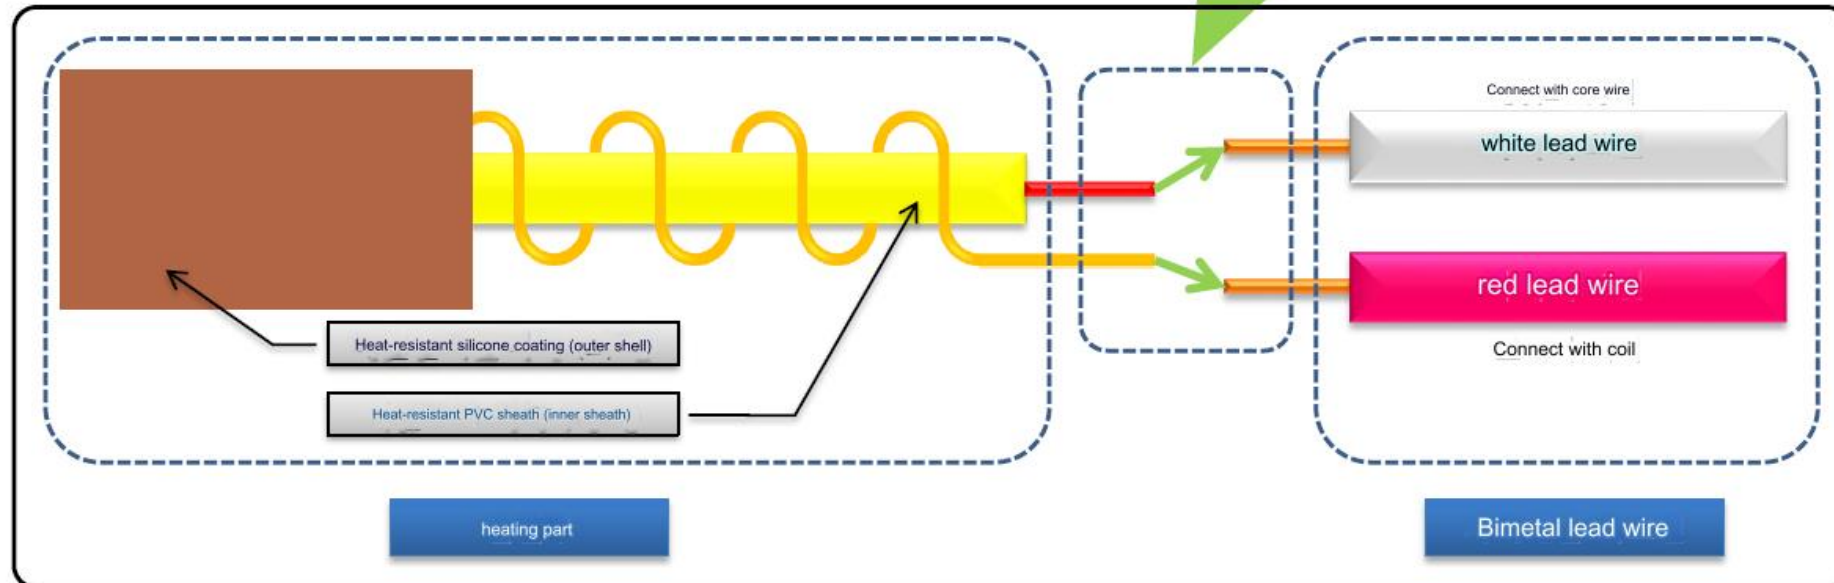 Connect with core wire
white lead wire
red lead wire
Connect with coil
Heat-resistant silicone coating (outer shell)
Heat-resistant PVC sheath (inner sheath)
heating part
Bimetal lead wire